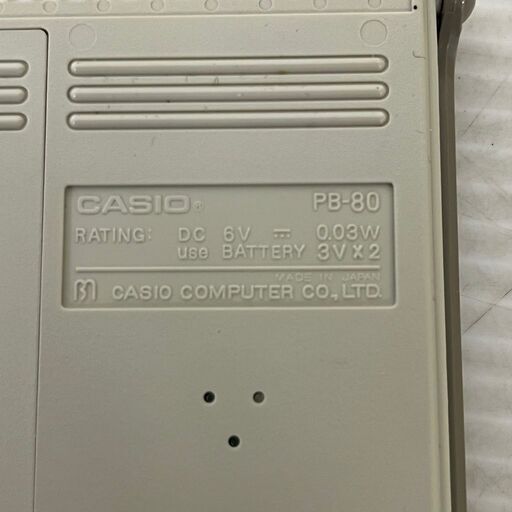 CASIO® PB-80
RATING: DC 6V ⎓ 0.03W
use BATTERY 3V×2
MADE IN JAPAN
CASIO COMPUTER CO., LTD.